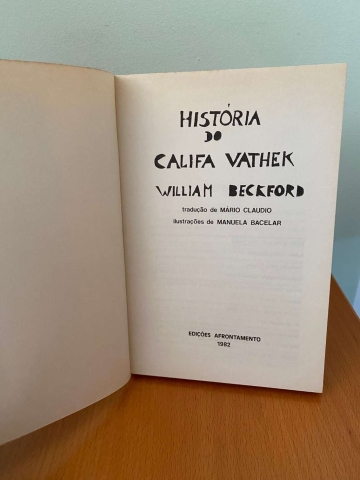 HISTÓRIA
DO
CALIFA VATHEK
WILLIAM BECKFORD
tradução de MÁRIO CLAUDIO
ilustrações de MANUELA BACELAR
EDIÇÕES AFRONTAMENTO
1982